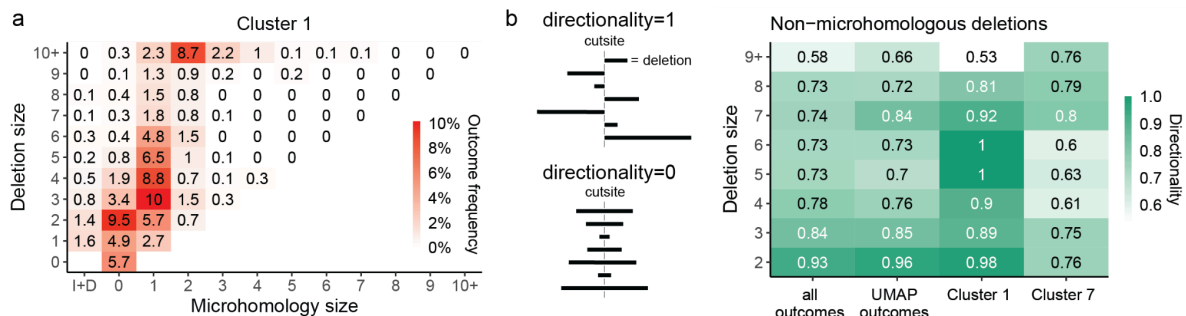 a
Cluster 1
Deletion size
10+ 0 0.3 2.3 8.7 2.2 1 0.1 0.1 0.1 0 0 0
9 0 0.1 1.3 0.9 0.2 0 0.2 0 0 0 0
8 0.1 0.4 1.5 0.8 0 0 0 0 0 0
7 0.1 0.3 1.8 0.8 0.1 0 0 0 0
6 0.3 0.4 4.8 1.5 0 0 0 0
5 0.2 0.8 6.5 1 0.1 0 0
4 0.5 1.9 8.8 0.7 0.1 0.3
3 0.8 3.4 10 1.5 0.3
2 1.4 9.5 5.7 0.7
1 1.6 4.9 2.7
0 5.7
I+D 0 1 2 3 4 5 6 7 8 9 10+
Microhomology size
10%
8%
6%
4%
2%
0%
Outcome frequency
b
directionality=1
cutsite
= deletion
directionality=0
cutsite
Non−microhomologous deletions
Deletion size
9+ 0.58 0.66 0.53 0.76
8 0.73 0.72 0.81 0.79
7 0.74 0.84 0.92 0.8
6 0.73 0.73 1 0.6
5 0.73 0.7 1 0.63
4 0.78 0.76 0.9 0.61
3 0.84 0.85 0.89 0.75
2 0.93 0.96 0.98 0.76
all UMAP Cluster 1 Cluster 7
outcomes outcomes
1.0
0.9
0.8
0.7
0.6
Directionality